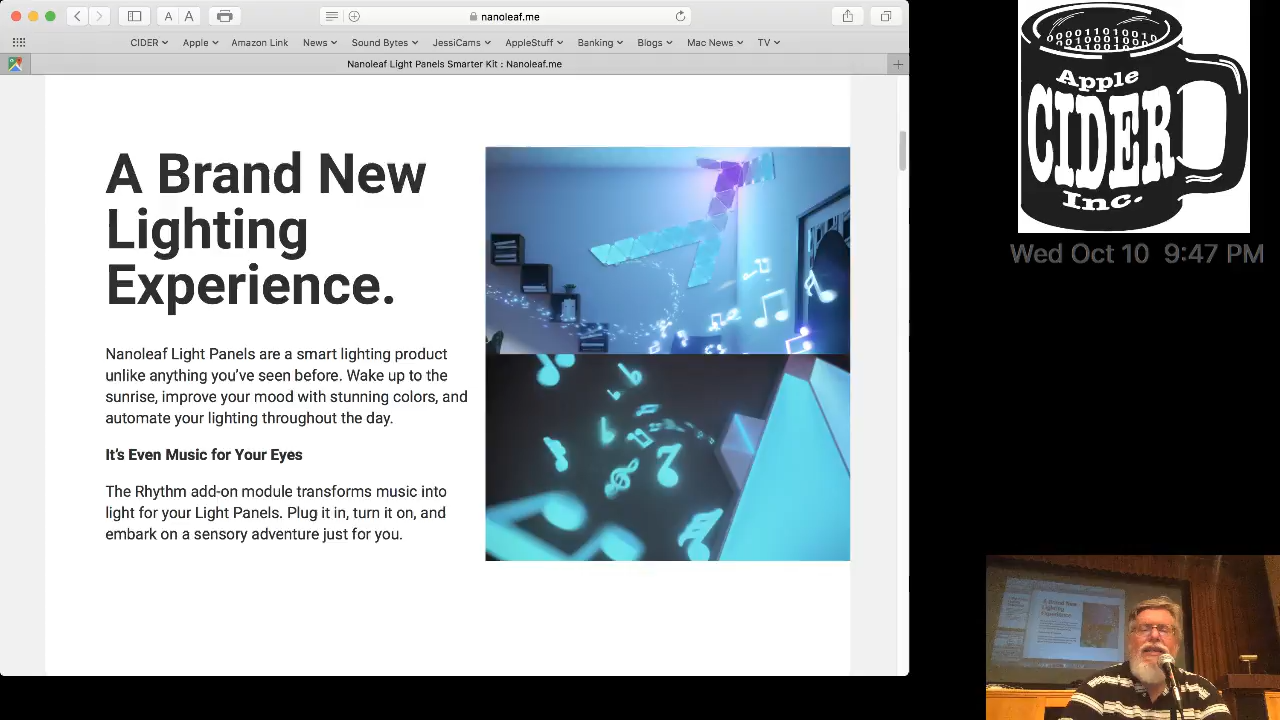 A A
nanoleaf.me
CIDER Apple Amazon Link News Sound Bytes JessiCams AppleStuff Banking Blogs Mac News TV
Nanoleaf Light Panels Smarter Kit : Nanoleaf.me
A Brand New
Lighting
Experience.
Nanoleaf Light Panels are a smart lighting product
unlike anything you’ve seen before. Wake up to the
sunrise, improve your mood with stunning colors, and
automate your lighting throughout the day.
It’s Even Music for Your Eyes
The Rhythm add-on module transforms music into
light for your Light Panels. Plug it in, turn it on, and
embark on a sensory adventure just for you.
Apple
CIDER
Inc.
Wed Oct 10 9:47 PM
A Brand New
Lighting
Experience.